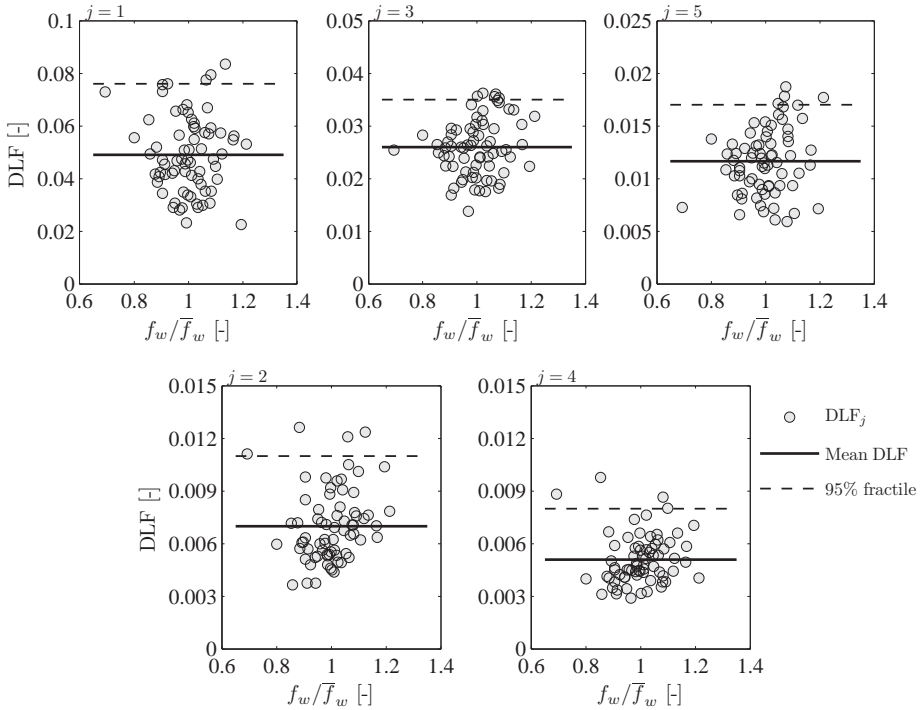 j = 1
j = 3
j = 5
0.1
0.08
0.06
0.04
0.02
0
0.05
0.04
0.03
0.02
0.01
0
0.025
0.02
0.015
0.01
0.005
0
DLF [-]
0.6 0.8 1 1.2 1.4
0.6 0.8 1 1.2 1.4
0.6 0.8 1 1.2 1.4
f_w/f̅_w [-]
f_w/f̅_w [-]
f_w/f̅_w [-]
j = 2
j = 4
0.015
0.012
0.009
0.006
0.003
0
0.015
0.012
0.009
0.006
0.003
0
DLF [-]
0.6 0.8 1 1.2 1.4
0.6 0.8 1 1.2 1.4
f_w/f̅_w [-]
f_w/f̅_w [-]
DLF_j
Mean DLF
95% fractile